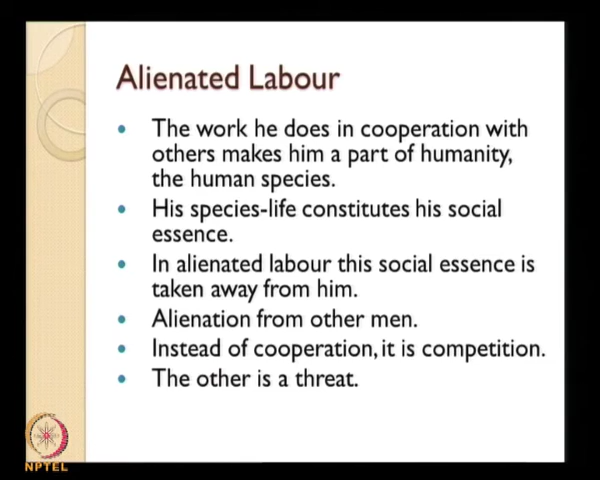 Alienated Labour
• The work he does in cooperation with
others makes him a part of humanity,
the human species.
• His species-life constitutes his social
essence.
• In alienated labour this social essence is
taken away from him.
• Alienation from other men.
• Instead of cooperation, it is competition.
• The other is a threat.
NPTEL